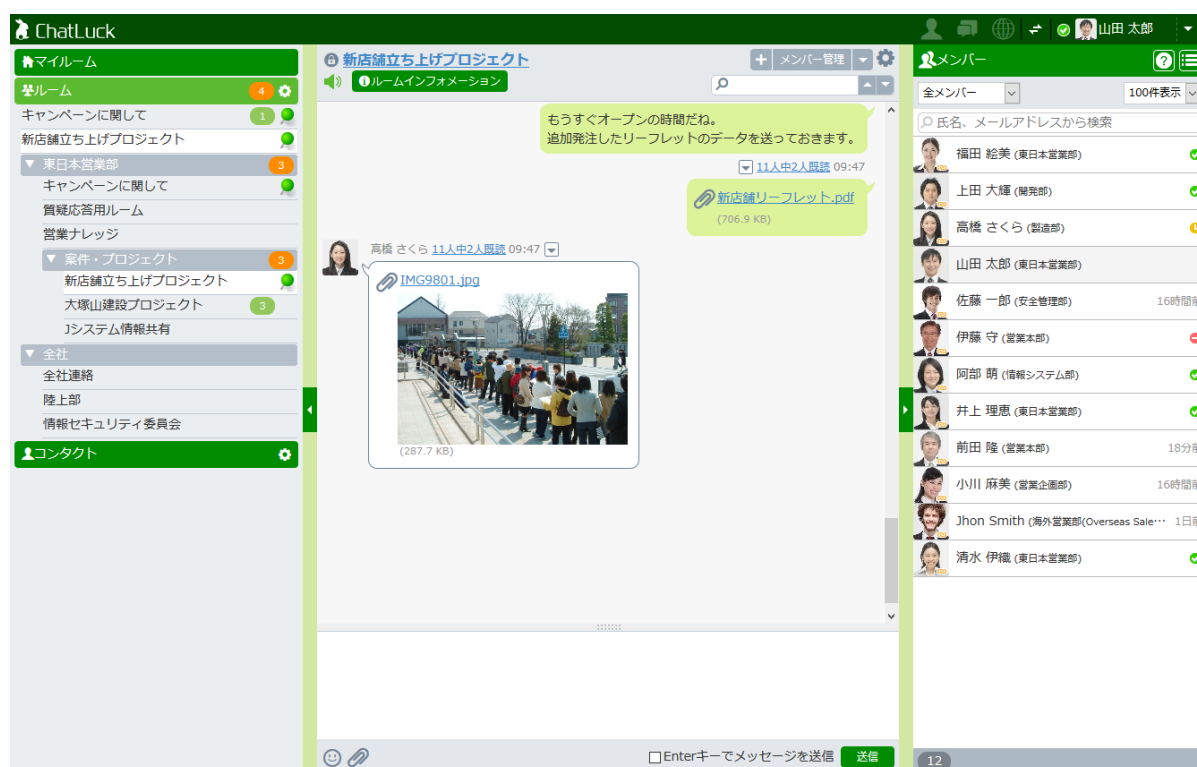 ChatLuck
山田 太郎
マイルーム
ルーム 4
キャンペーンに関して 1
新店舗立ち上げプロジェクト
▼ 東日本営業部 3
キャンペーンに関して
質疑応答用ルーム
営業ナレッジ
▼ 案件・プロジェクト 3
新店舗立ち上げプロジェクト
大塚山建設プロジェクト 3
Jシステム情報共有
▼ 全社
全社連絡
陸上部
情報セキュリティ委員会
コンタクト
新店舗立ち上げプロジェクト
+ メンバー管理
ルームインフォメーション
もうすぐオープンの時間だね。
追加発注したリーフレットのデータを送っておきます。
11人中2人既読 09:47
新店舗リーフレット.pdf
(706.9 KB)
高橋 さくら 11人中2人既読 09:47
IMG9801.jpg
(287.7 KB)
Enterキーでメッセージを送信 送信
メンバー ?
全メンバー 100件表示
氏名、メールアドレスから検索
福田 絵美 (東日本営業部)
上田 大輝 (開発部)
高橋 さくら (製造部)
山田 太郎 (東日本営業部)
佐藤 一郎 (安全管理部) 16時間前
伊藤 守 (営業本部)
阿部 萌 (情報システム部)
井上 理恵 (東日本営業部)
前田 隆 (営業本部) 18分前
小川 麻美 (営業企画部) 16時間前
Jhon Smith (海外営業部(Overseas Sale… 1日前
清水 伊織 (東日本営業部)
12